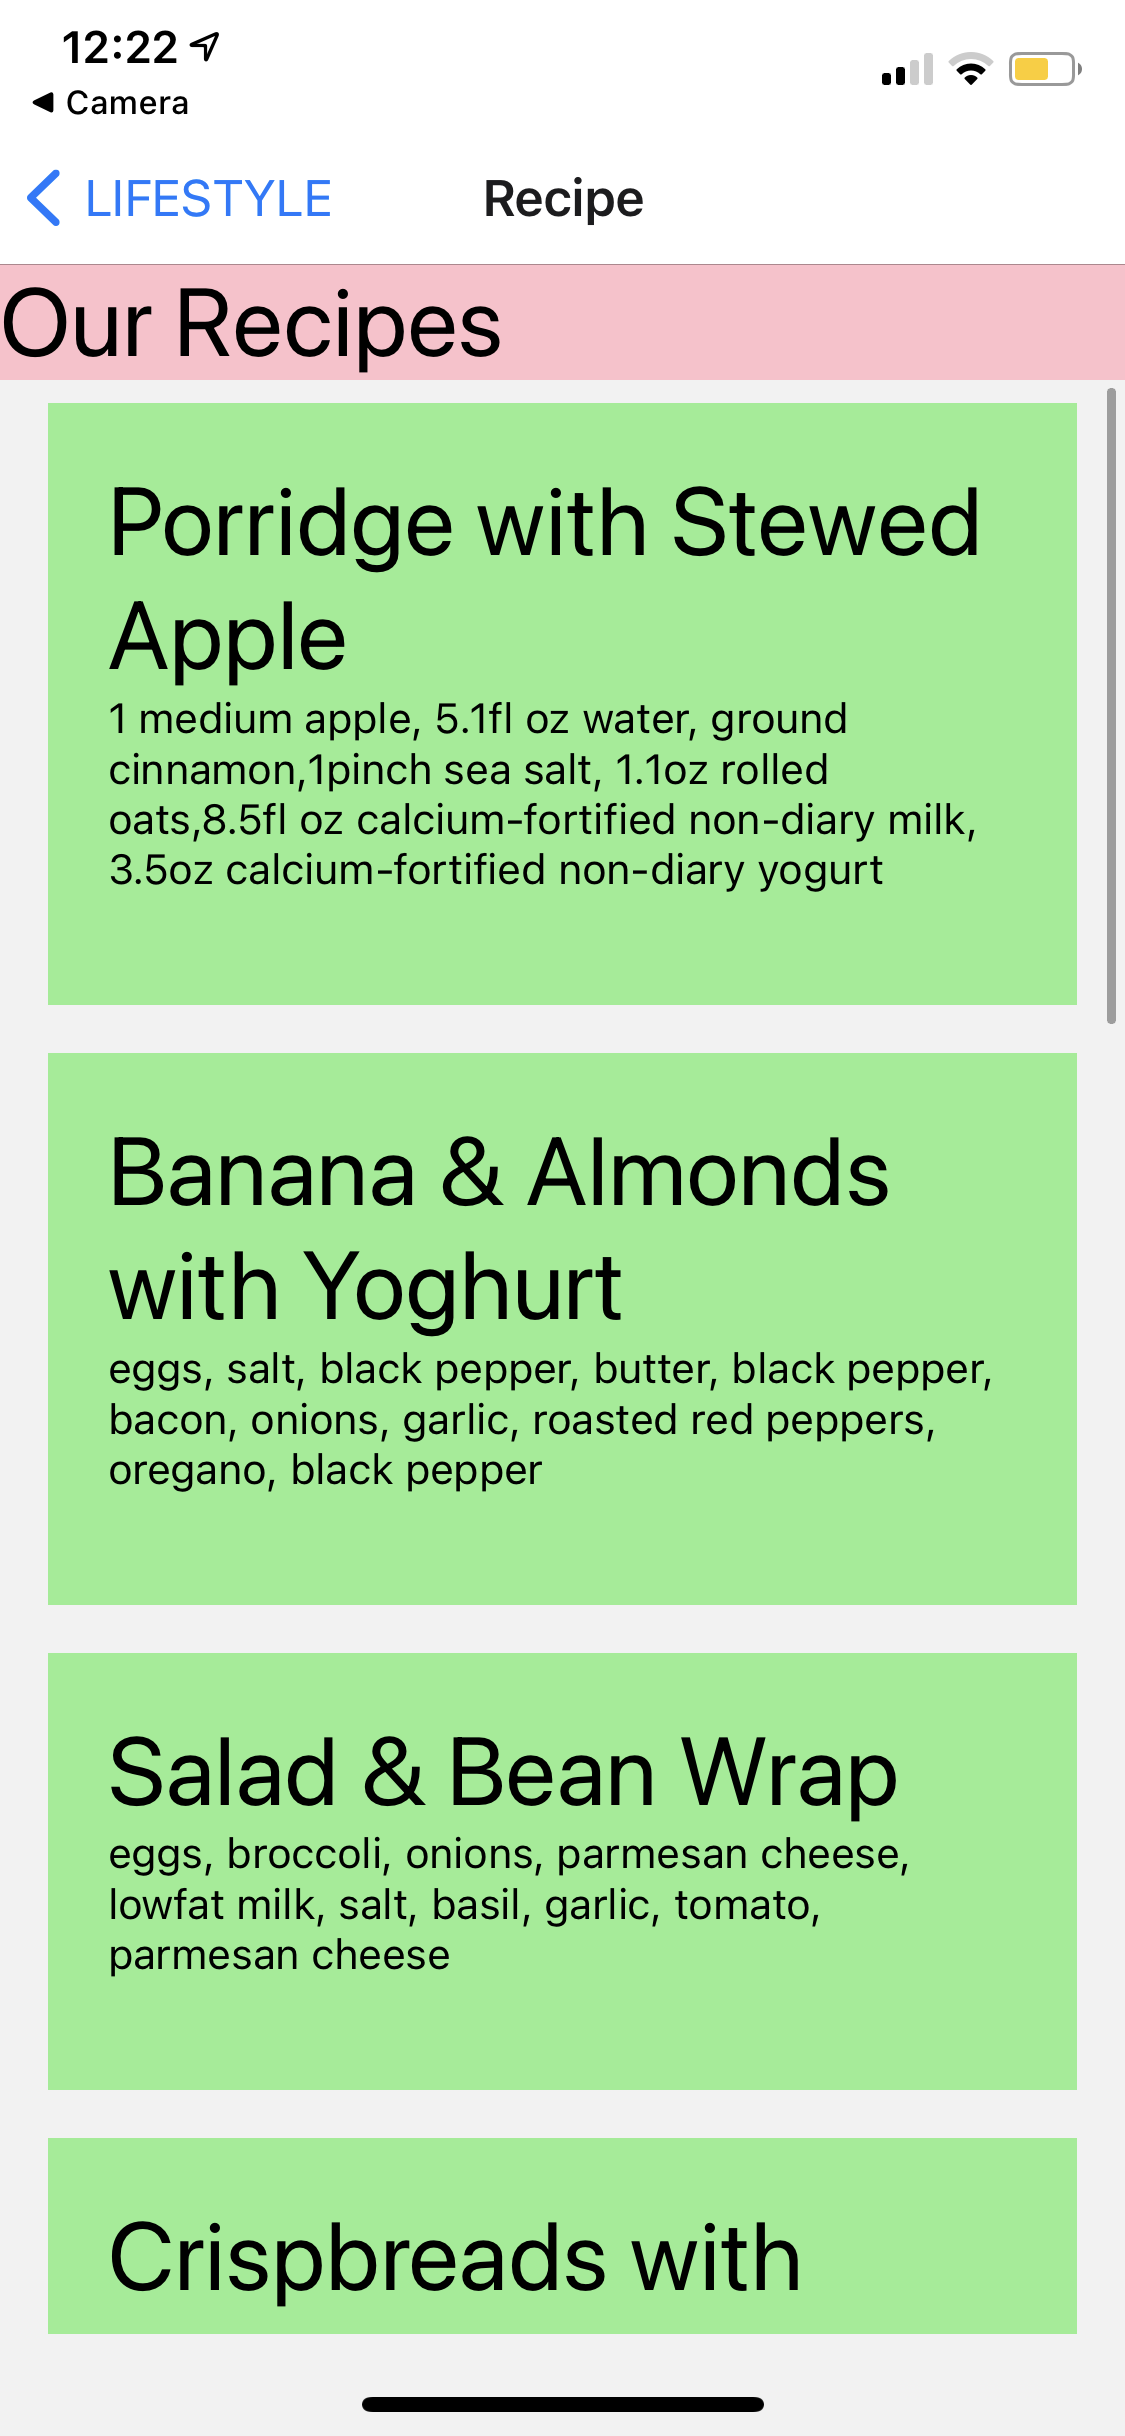 12:22
Camera
LIFESTYLE
Recipe
Our Recipes
Porridge with Stewed
Apple
1 medium apple, 5.1fl oz water, ground
cinnamon,1pinch sea salt, 1.1oz rolled
oats,8.5fl oz calcium-fortified non-diary milk,
3.5oz calcium-fortified non-diary yogurt
Banana & Almonds
with Yoghurt
eggs, salt, black pepper, butter, black pepper,
bacon, onions, garlic, roasted red peppers,
oregano, black pepper
Salad & Bean Wrap
eggs, broccoli, onions, parmesan cheese,
lowfat milk, salt, basil, garlic, tomato,
parmesan cheese
Crispbreads with